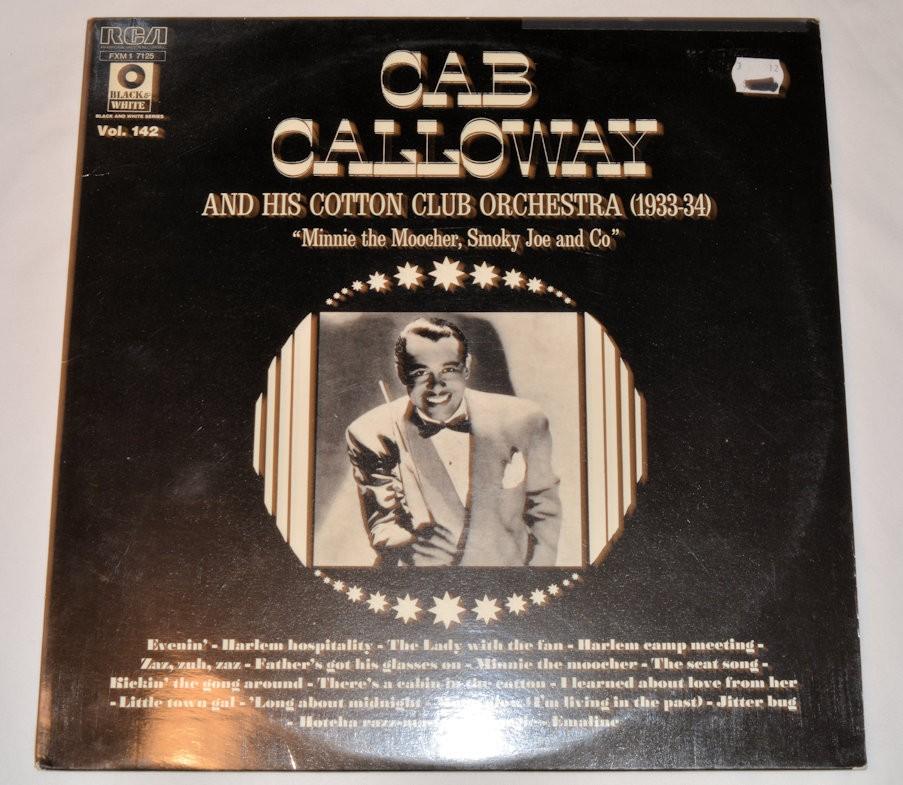 RCA
FXM1 7125
BLACK &
WHITE
BLACK AND WHITE SERIES
Vol. 142
CAB
CALLOWAY
AND HIS COTTON CLUB ORCHESTRA (1933-34)
"Minnie the Moocher, Smoky Joe and Co"
Evenin' - Harlem hospitality - The Lady with the fan - Harlem camp meeting -
Zaz, zuh, zaz - Father's got his glasses on - Minnie the moocher - The scat song -
Kickin' the gong around - There's a cabin in the cotton - I learned about love from her
- Little town gal - 'Long about midnight - I'm living in the past) - Jitter bug
- Hotcha razz- - Emaline